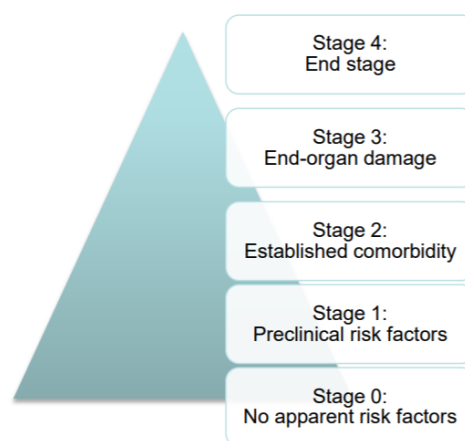 Stage 4:
End stage
Stage 3:
End-organ damage
Stage 2:
Established comorbidity
Stage 1:
Preclinical risk factors
Stage 0:
No apparent risk factors